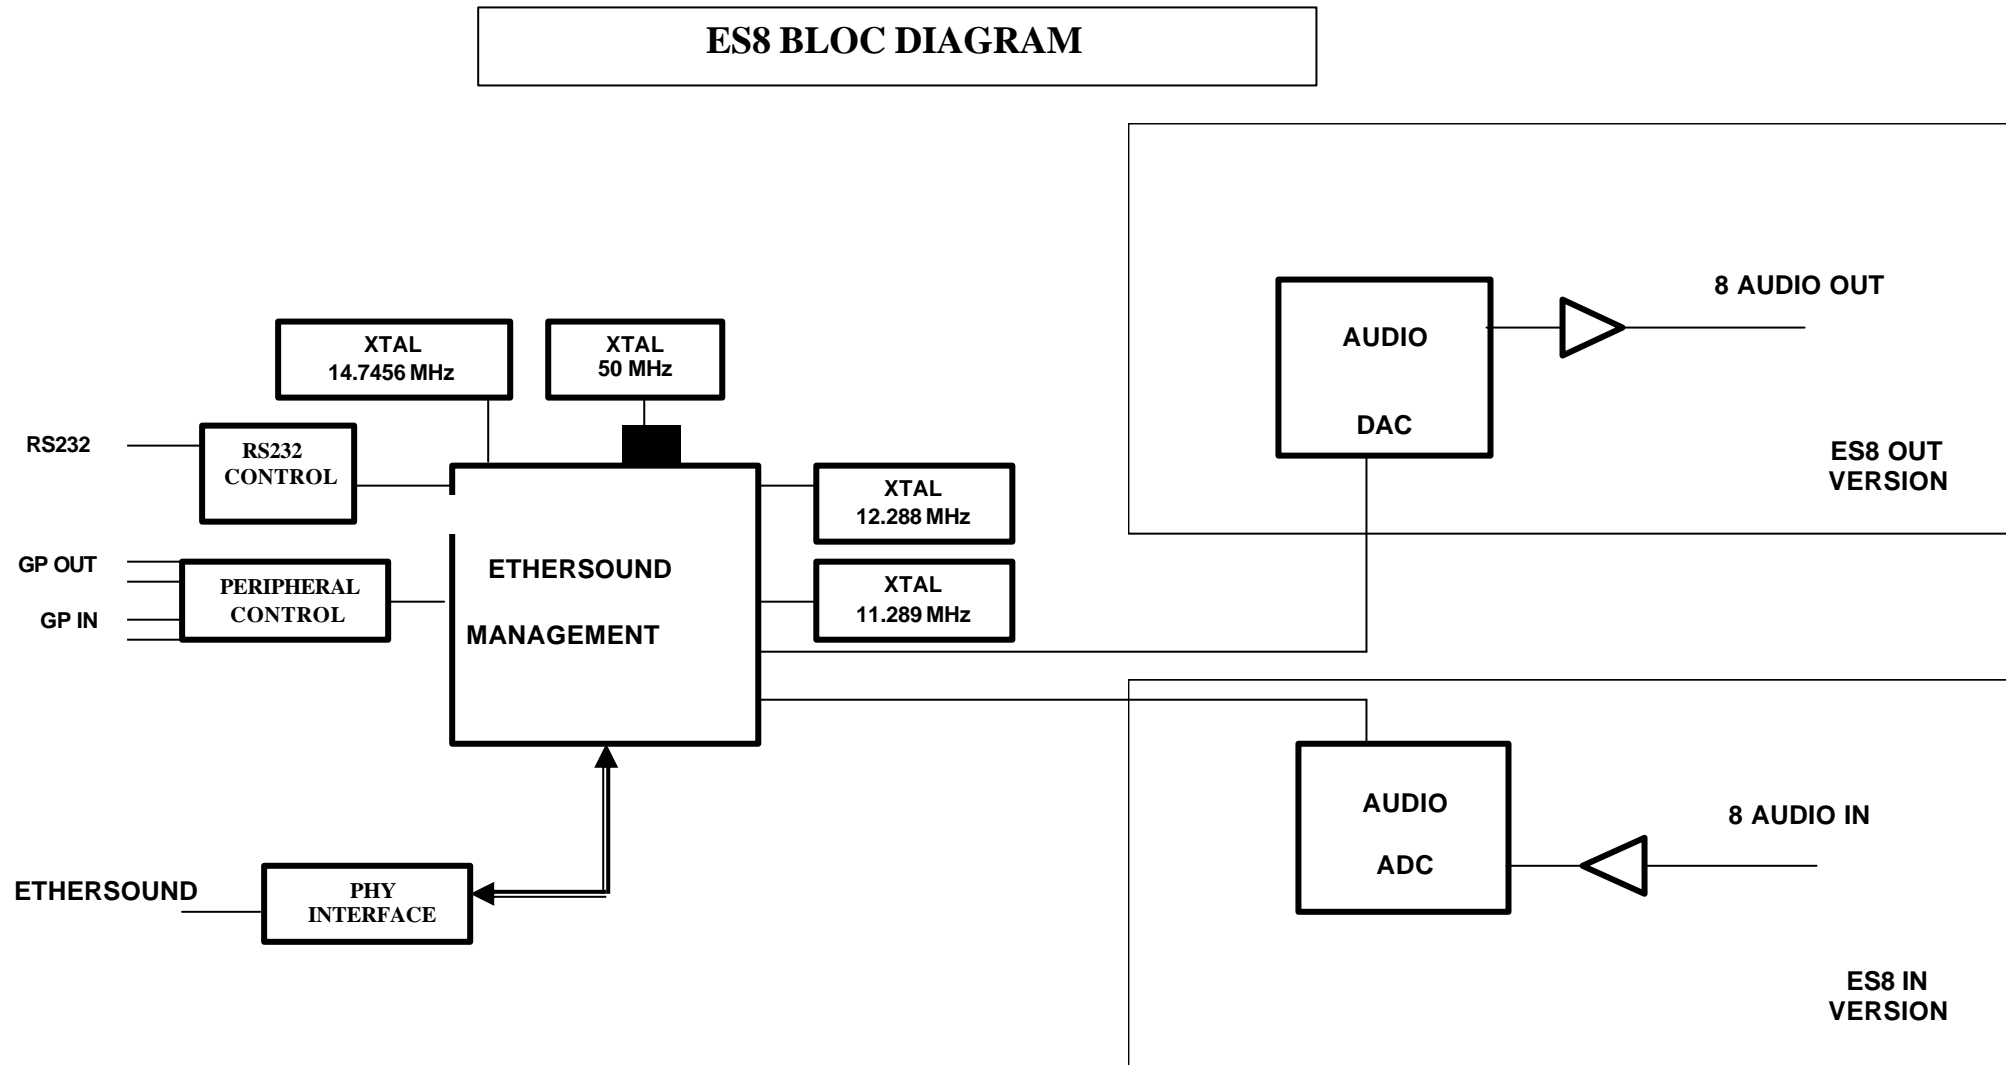 ES8 BLOC DIAGRAM
8 AUDIO OUT
AUDIO
DAC
ES8 OUT
VERSION
XTAL
14.7456 MHz
XTAL
50 MHz
RS232
RS232
CONTROL
XTAL
12.288 MHz
GP OUT
GP IN
PERIPHERAL
CONTROL
ETHERSOUND
MANAGEMENT
XTAL
11.289 MHz
AUDIO
ADC
8 AUDIO IN
ETHERSOUND
PHY
INTERFACE
ES8 IN
VERSION